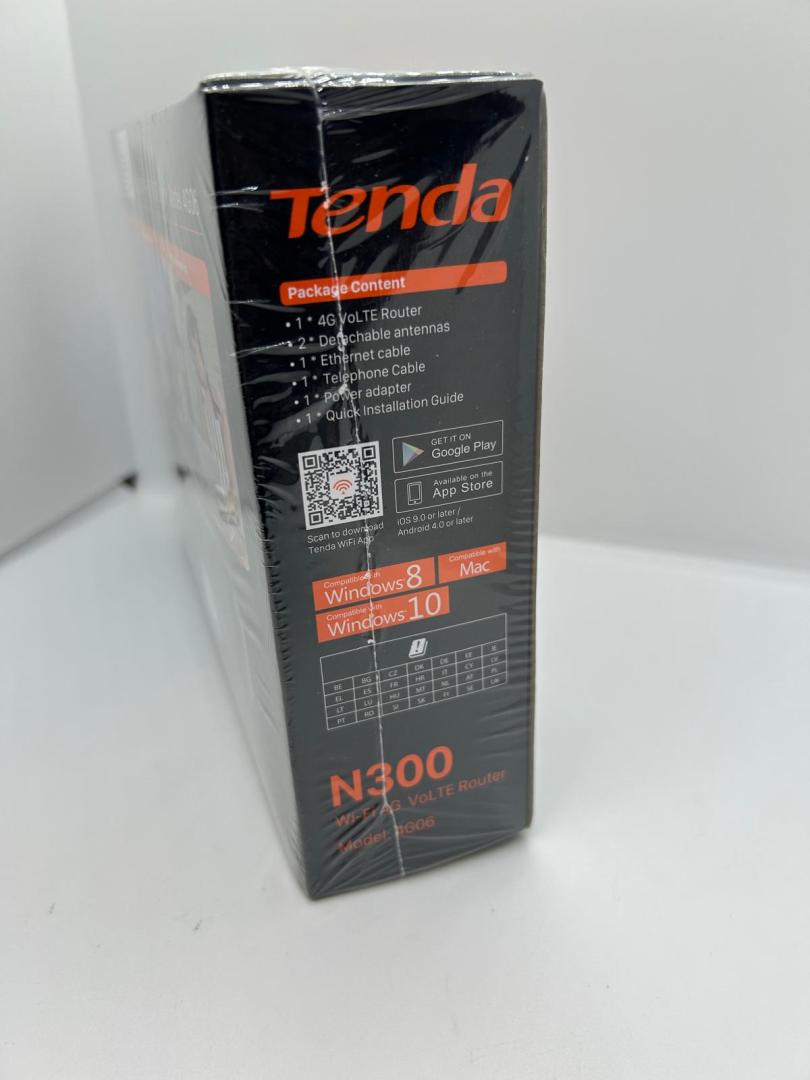 Tenda
Package Content
• 1 * 4G VoLTE Router
• 2 * Detachable antennas
• 1 * Ethernet cable
• 1 * Telephone Cable
• 1 * Power adapter
• 1 * Quick Installation Guide
GET IT ON
Google Play
Available on the
App Store
Scan to download
Tenda WiFi App
iOS 9.0 or later /
Android 4.0 or later
Compatible with
Windows 8
Compatible with
Mac
Compatible with
Windows 10
BE BG CZ DK DE EE IE
EL ES FR HR IT CY LV
LT LU HU MT NL AT PL
PT RO SI SK FI SE UK
N300
Wi-Fi 4G VoLTE Router
Model: 4G06
Model: 4G06